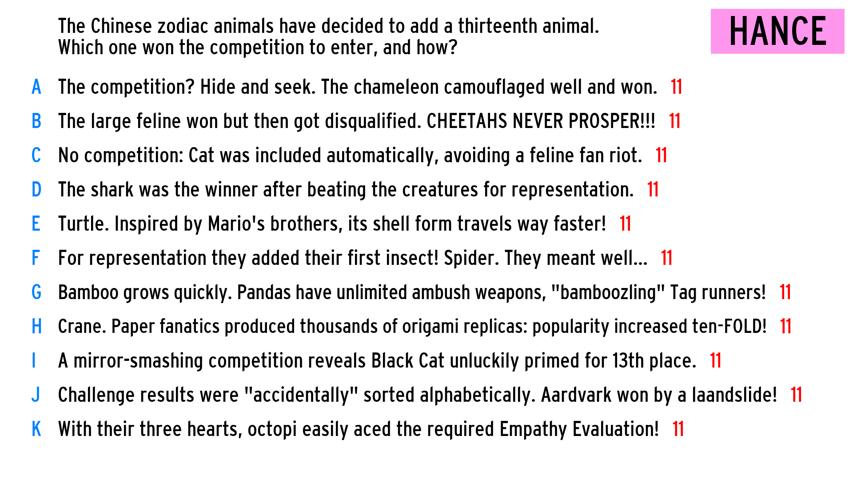 The Chinese zodiac animals have decided to add a thirteenth animal.
Which one won the competition to enter, and how?
HANCE
A The competition? Hide and seek. The chameleon camouflaged well and won. 11
B The large feline won but then got disqualified. CHEETAHS NEVER PROSPER!!! 11
C No competition: Cat was included automatically, avoiding a feline fan riot. 11
D The shark was the winner after beating the creatures for representation. 11
E Turtle. Inspired by Mario's brothers, its shell form travels way faster! 11
F For representation they added their first insect! Spider. They meant well... 11
G Bamboo grows quickly. Pandas have unlimited ambush weapons, "bamboozling" Tag runners! 11
H Crane. Paper fanatics produced thousands of origami replicas: popularity increased ten-FOLD! 11
I A mirror-smashing competition reveals Black Cat unluckily primed for 13th place. 11
J Challenge results were "accidentally" sorted alphabetically. Aardvark won by a laandslide! 11
K With their three hearts, octopi easily aced the required Empathy Evaluation! 11